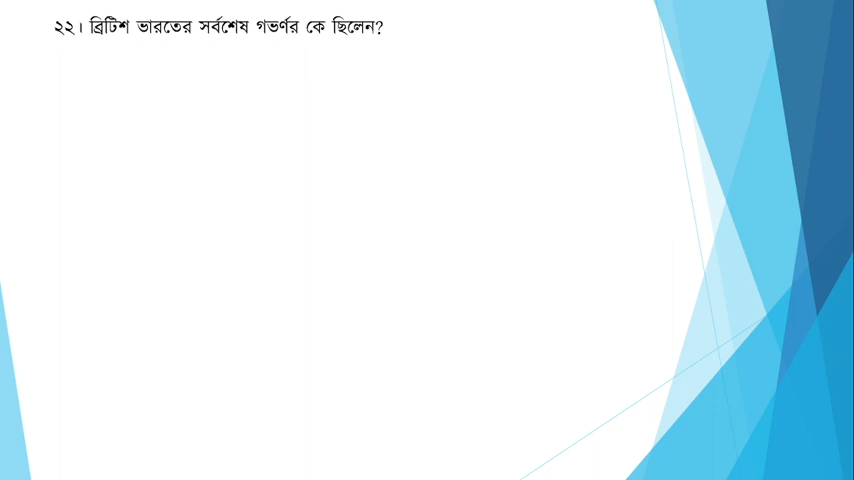 ২২। ব্রিটিশ ভারতের সর্বশেষ গভর্ণর কে ছিলেন?